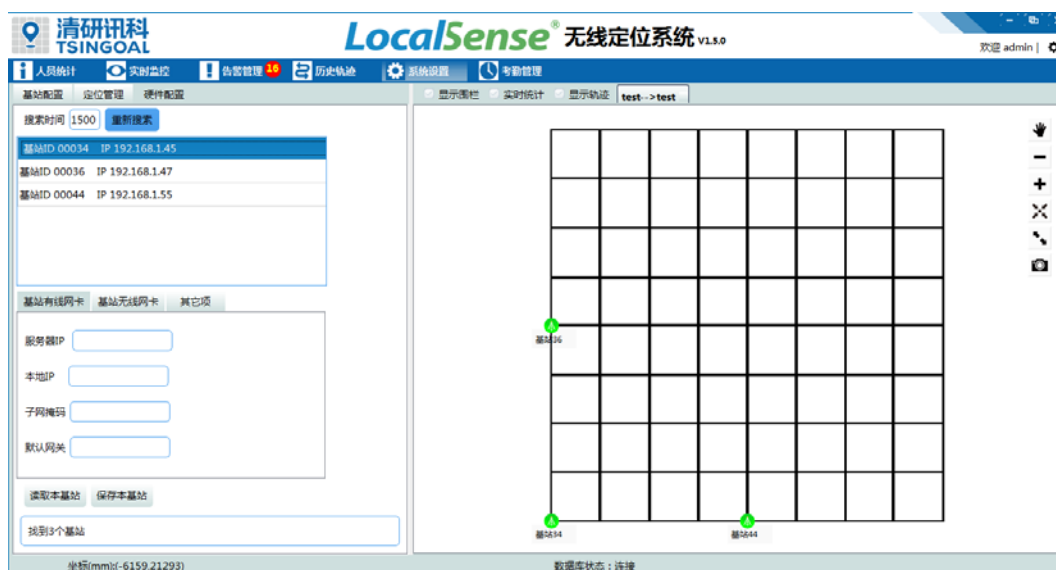 清研讯科
TSINGOAL
LocalSense® 无线定位系统 V1.5.0
欢迎 admin |
人员统计 实时监控 告警管理 16 历史轨迹 系统设置 考勤管理
基站配置 定位管理 硬件配置
显示围栏 实时统计 显示轨迹 test-->test
搜索时间 1500 重新搜索
基站ID 00034 IP 192.168.1.45
基站ID 00036 IP 192.168.1.47
基站ID 00044 IP 192.168.1.55
基站有线网卡 基站无线网卡 其它项
服务器IP
本地IP
子网掩码
默认网关
读取本基站 保存本基站
找到3个基站
基站36
基站34 基站44
坐标(mm):(-6159,21293) 数据库状态：连接